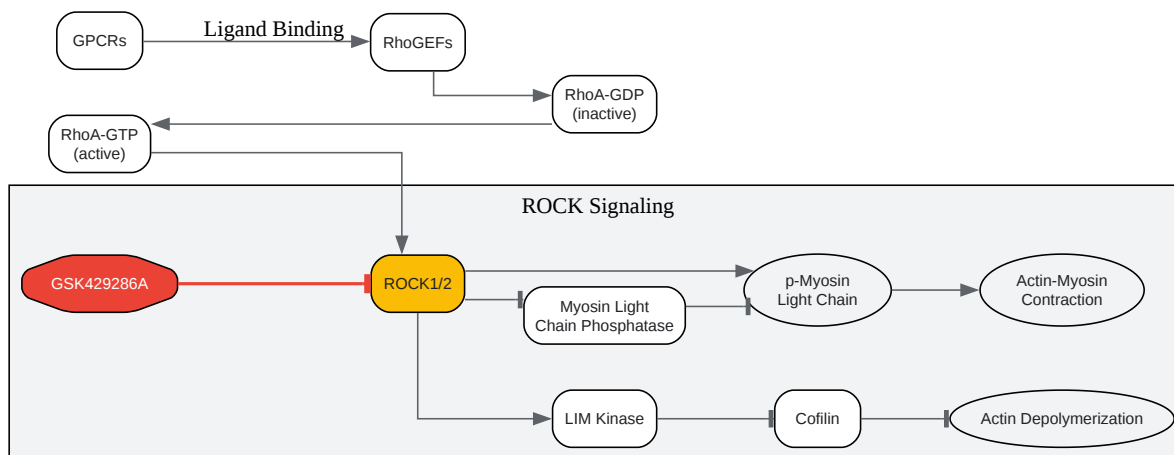 GPCRs
Ligand Binding
RhoGEFs
RhoA-GDP
(inactive)
RhoA-GTP
(active)
ROCK Signaling
GSK429286A
ROCK1/2
p-Myosin
Light Chain
Actin-Myosin
Contraction
Myosin Light
Chain Phosphatase
LIM Kinase
Cofilin
Actin Depolymerization